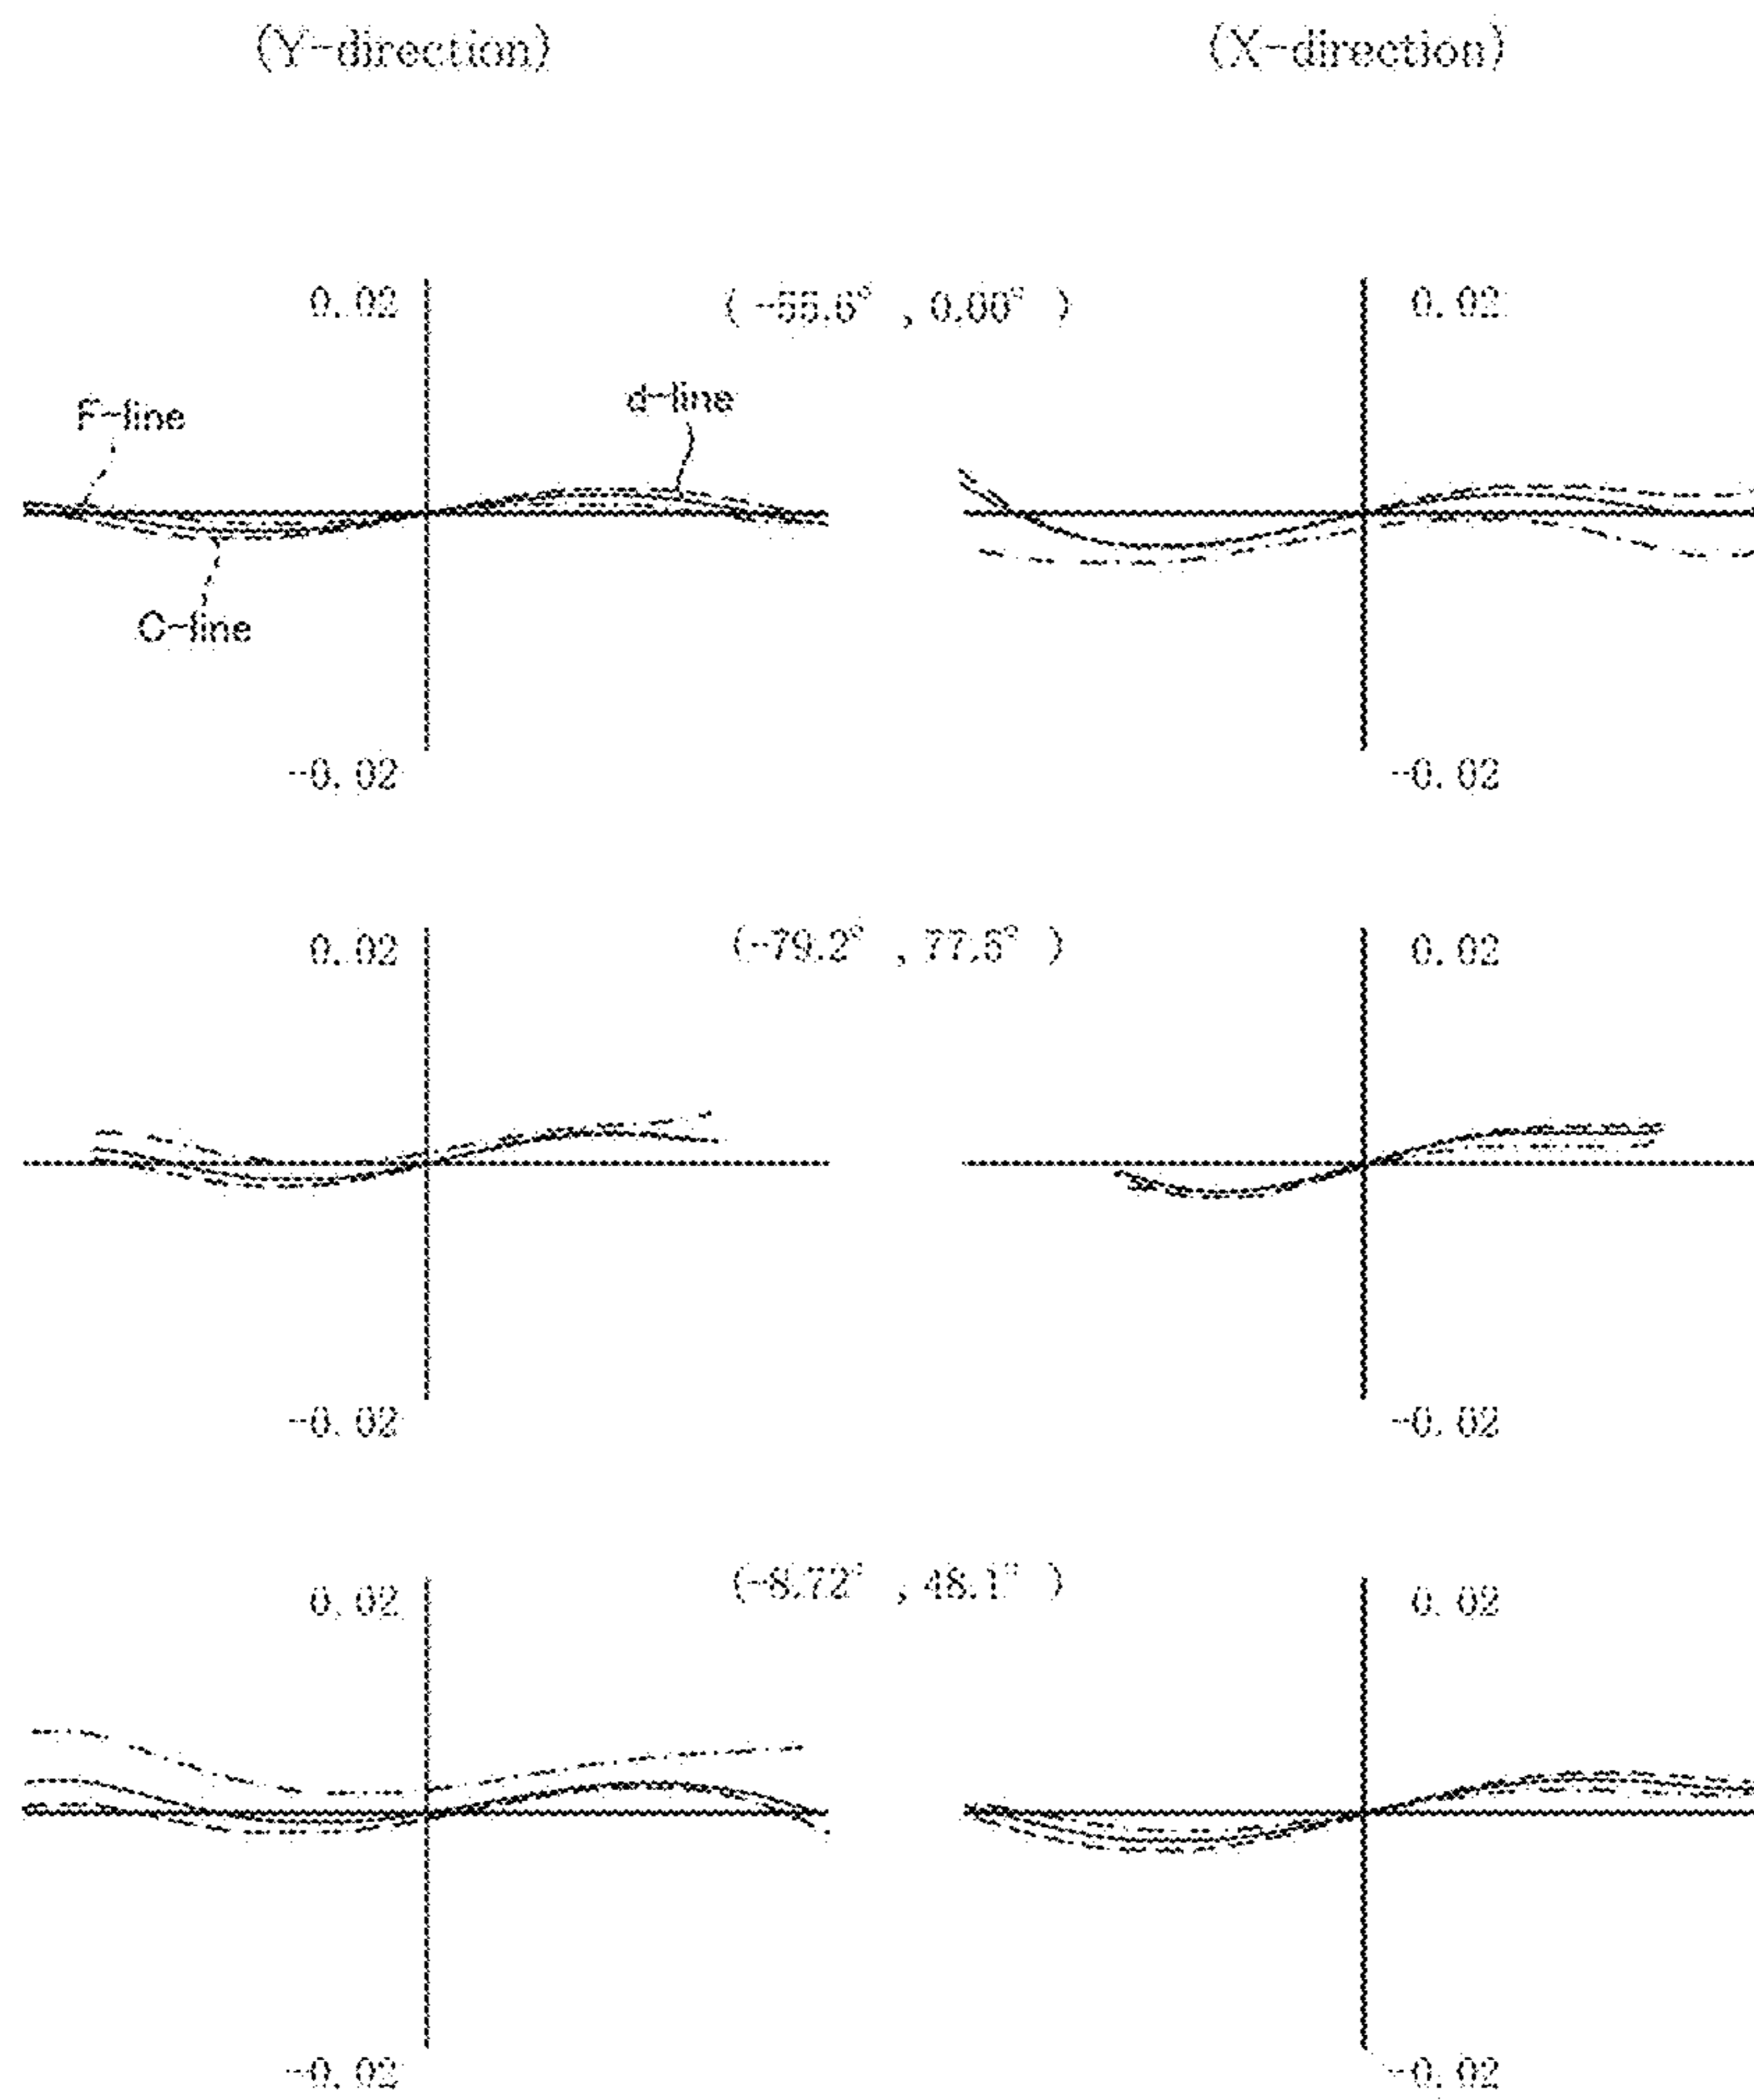 (Y-direction) (X-direction)
0.02 (-55.6° , 0.00° ) 0.02
F-line d-line
C-line
-0.02 -0.02
0.02 (-79.2° , 77.6° ) 0.02
-0.02 -0.02
0.02 (-8.72° , 48.1° ) 0.02
-0.02 -0.02